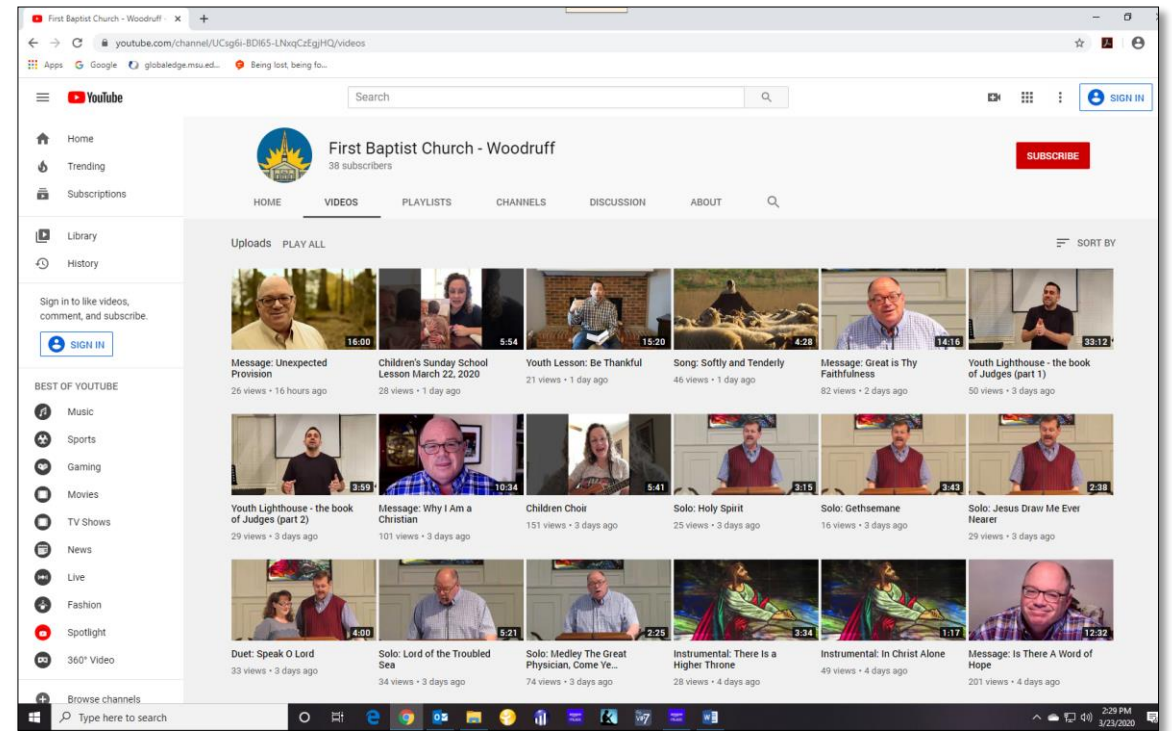 First Baptist Church - Woodruff -
youtube.com/channel/UCsg6i-BDI65-LNxqCzEgjHQ/videos
Apps Google globaledge.msu.ed... Being lost, being fo...
YouTube
Search
SIGN IN
Home
Trending
Subscriptions
Library
History
Sign in to like videos,
comment, and subscribe.
SIGN IN
BEST OF YOUTUBE
Music
Sports
Gaming
Movies
TV Shows
News
Live
Fashion
Spotlight
360° Video
Browse channels
First Baptist Church - Woodruff
38 subscribers
SUBSCRIBE
HOME VIDEOS PLAYLISTS CHANNELS DISCUSSION ABOUT
Uploads PLAY ALL
SORT BY
16:00
Message: Unexpected
Provision
26 views • 16 hours ago
5:54
Children's Sunday School
Lesson March 22, 2020
28 views • 1 day ago
15:20
Youth Lesson: Be Thankful
21 views • 1 day ago
4:28
Song: Softly and Tenderly
46 views • 1 day ago
14:16
Message: Great is Thy
Faithfulness
82 views • 2 days ago
33:12
Youth Lighthouse - the book
of Judges (part 1)
50 views • 3 days ago
3:59
Youth Lighthouse - the book
of Judges (part 2)
29 views • 3 days ago
10:34
Message: Why I Am a
Christian
101 views • 3 days ago
5:41
Children Choir
151 views • 3 days ago
3:15
Solo: Holy Spirit
25 views • 3 days ago
3:43
Solo: Gethsemane
16 views • 3 days ago
2:38
Solo: Jesus Draw Me Ever
Nearer
29 views • 3 days ago
4:00
Duet: Speak O Lord
33 views • 3 days ago
5:21
Solo: Lord of the Troubled
Sea
34 views • 3 days ago
2:25
Solo: Medley The Great
Physician, Come Ye...
74 views • 3 days ago
3:34
Instrumental: There Is a
Higher Throne
28 views • 4 days ago
1:17
Instrumental: In Christ Alone
49 views • 4 days ago
12:32
Message: Is There A Word of
Hope
201 views • 4 days ago
Type here to search
2:29 PM
3/23/2020